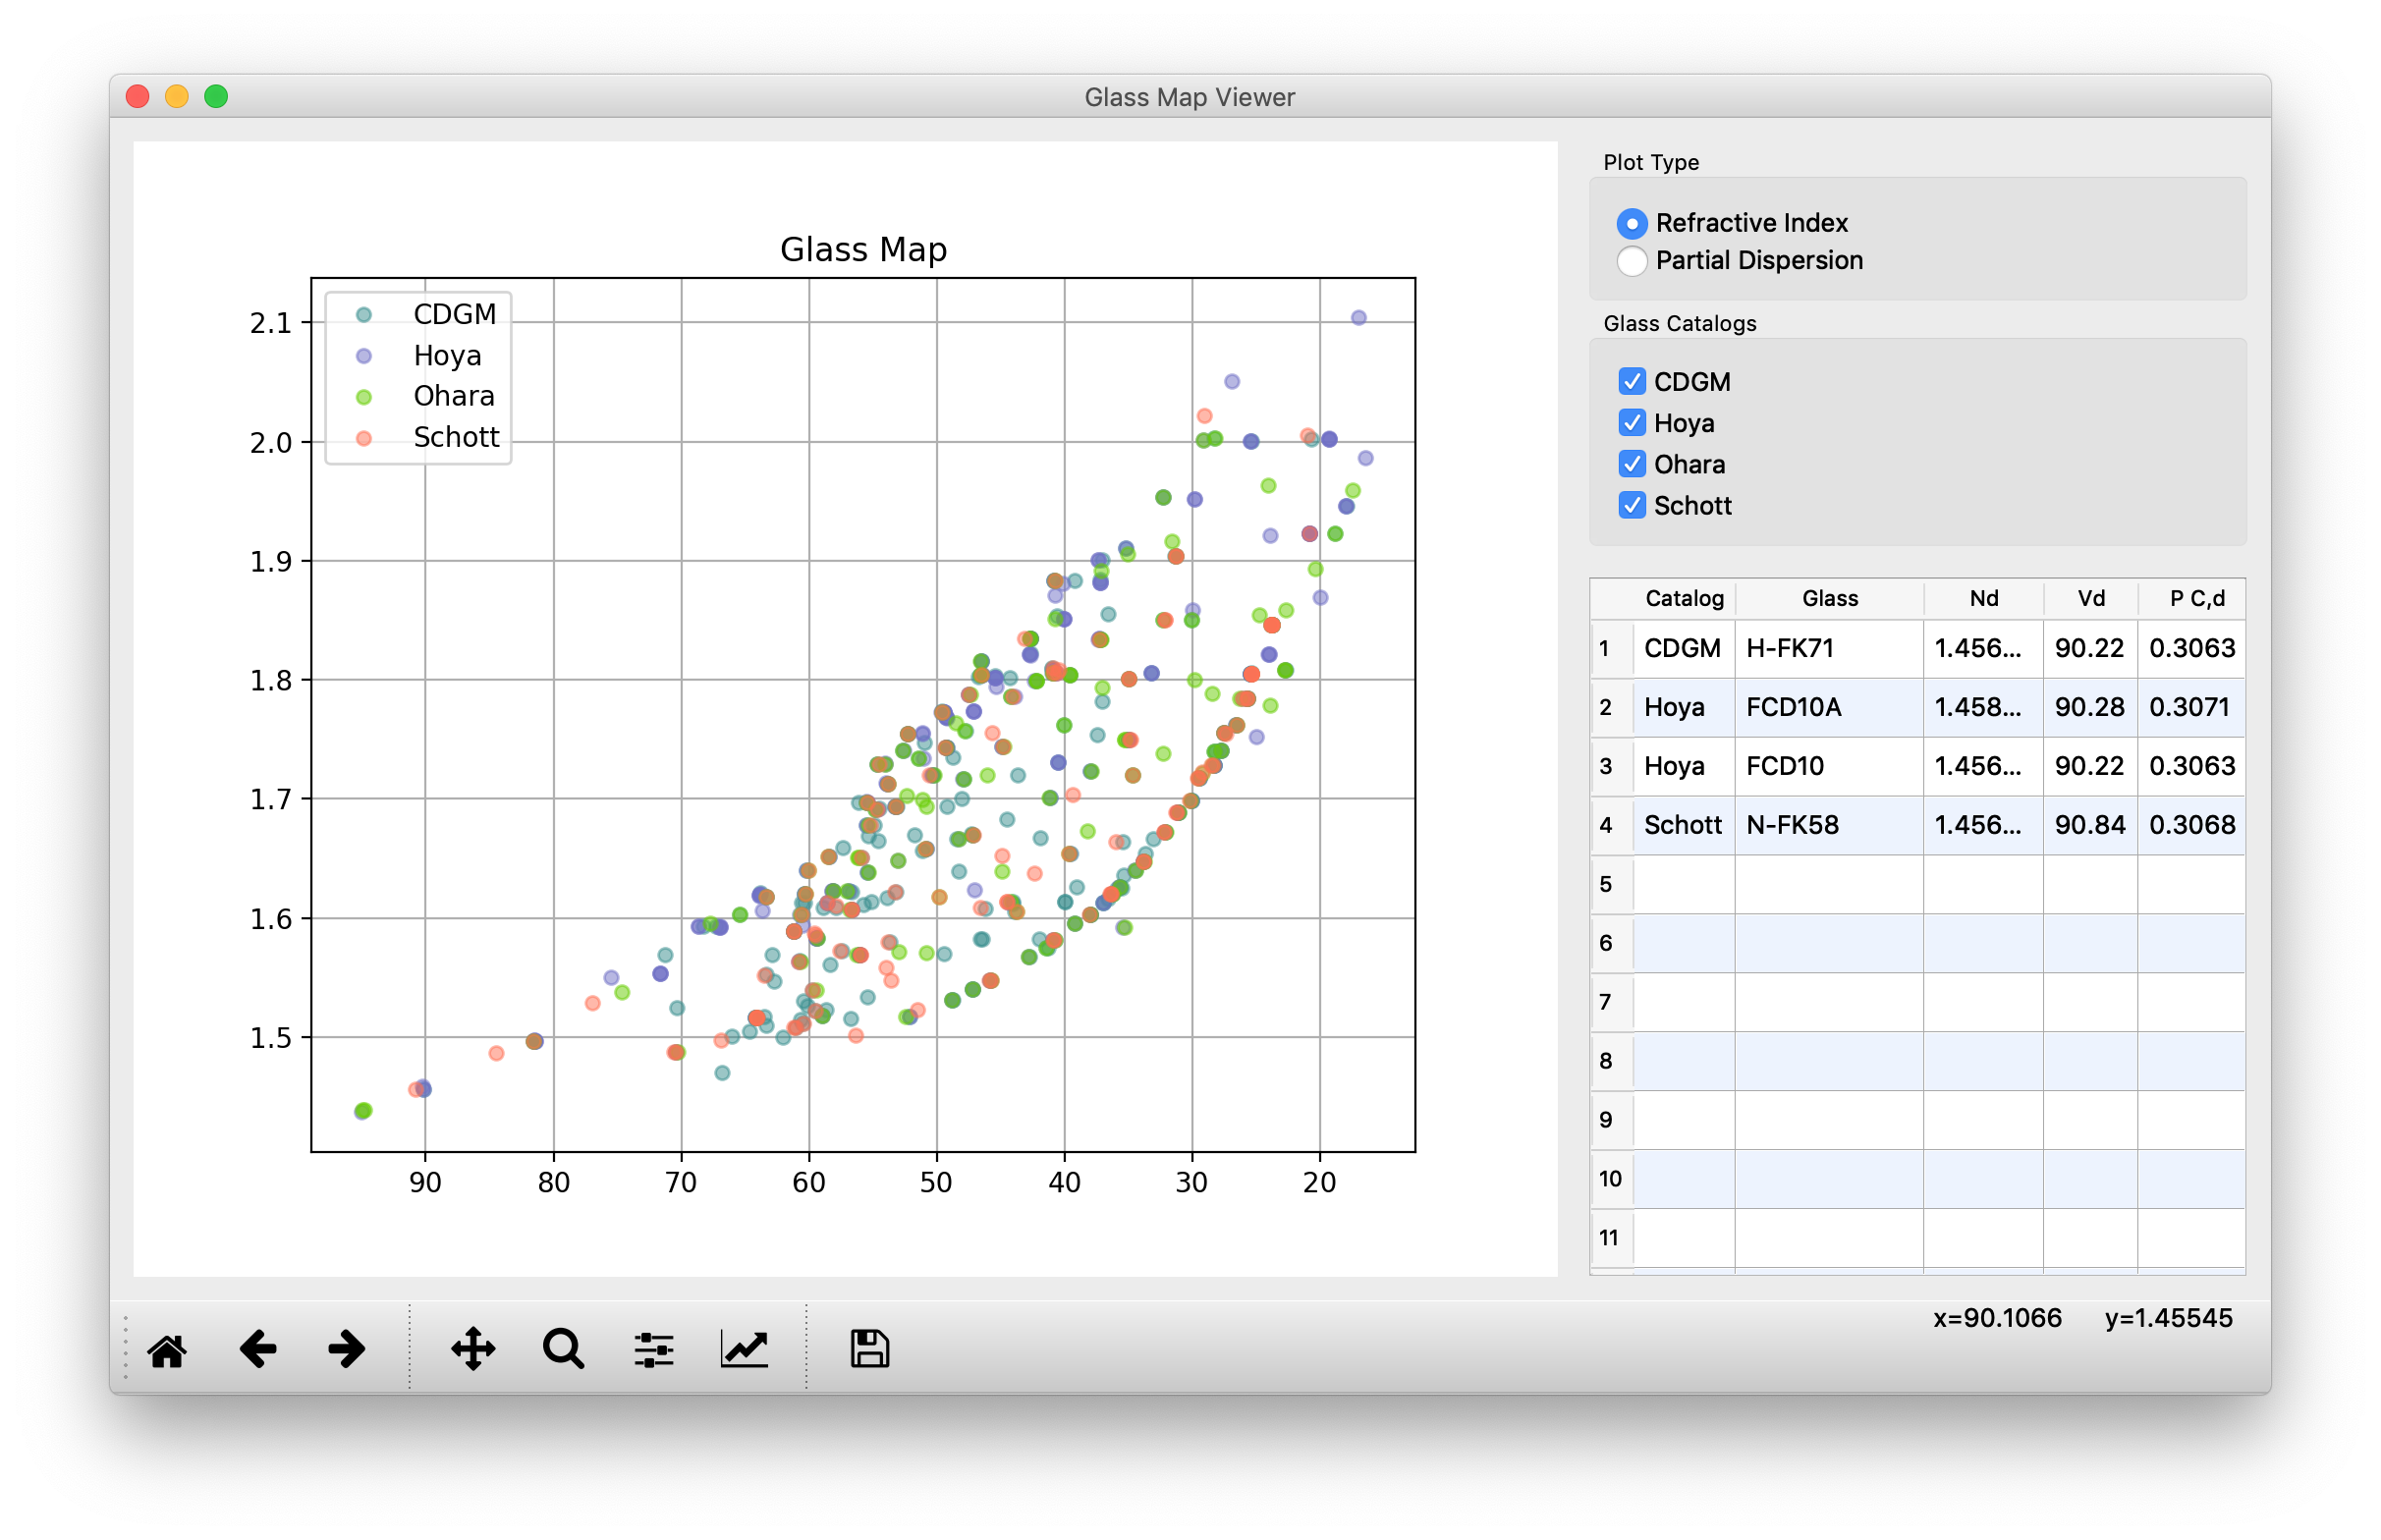 Glass Map Viewer
Glass Map
2.1
2.0
1.9
1.8
1.7
1.6
1.5
90 80 70 60 50 40 30 20
CDGM
Hoya
Ohara
Schott
Plot Type
Refractive Index
Partial Dispersion
Glass Catalogs
CDGM
Hoya
Ohara
Schott
Catalog Glass Nd Vd P C,d
1 CDGM H-FK71 1.456... 90.22 0.3063
2 Hoya FCD10A 1.458... 90.28 0.3071
3 Hoya FCD10 1.456... 90.22 0.3063
4 Schott N-FK58 1.456... 90.84 0.3068
5
6
7
8
9
10
11
x=90.1066 y=1.45545